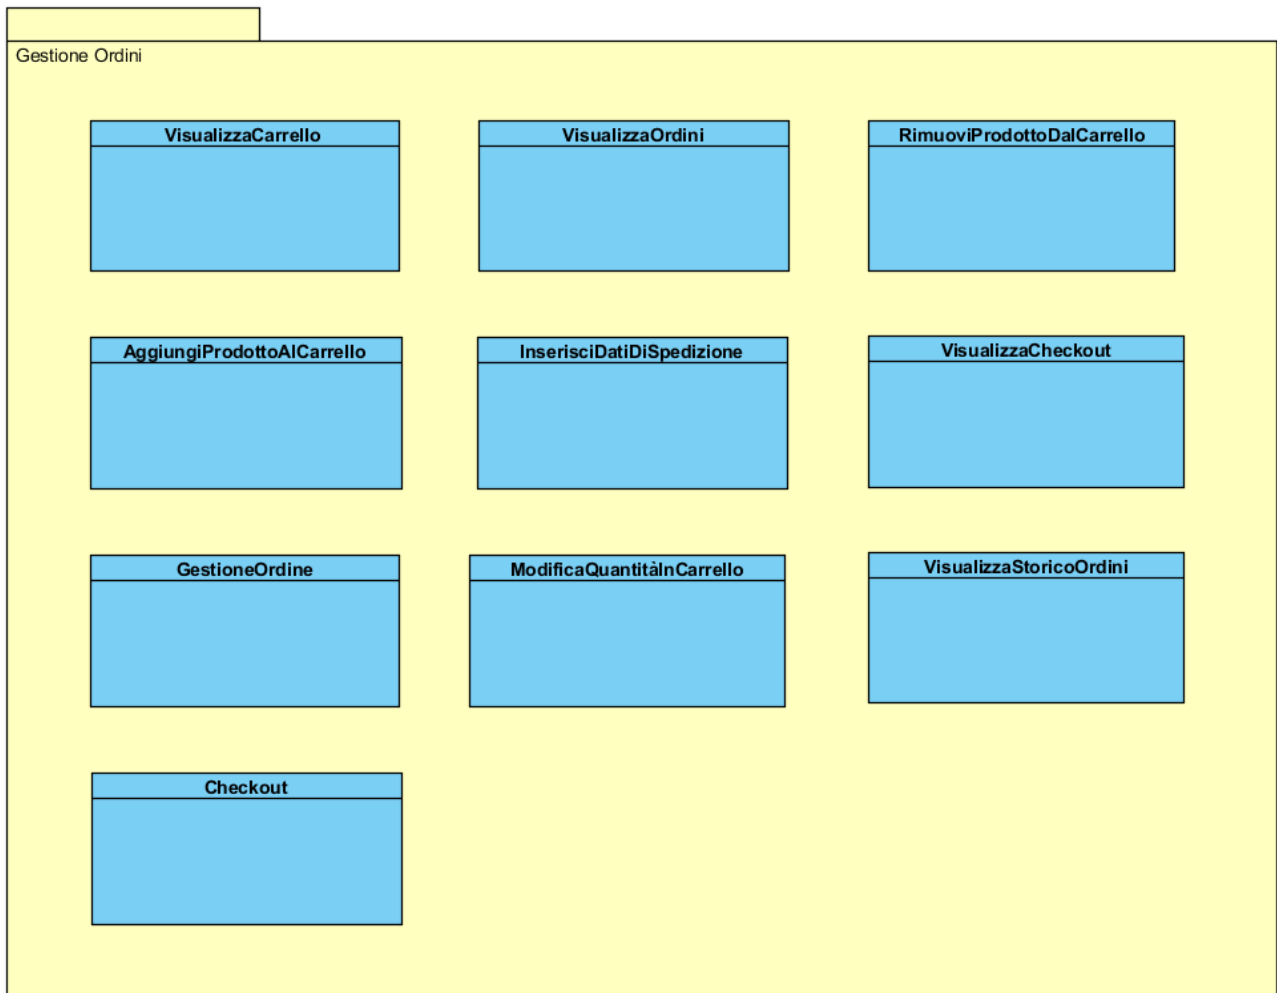 Gestione Ordini
VisualizzaCarrello
VisualizzaOrdini
RimuoviProdottoDalCarrello
AggiungiProdottoAlCarrello
InserisciDatiDiSpedizione
VisualizzaCheckout
GestioneOrdine
ModificaQuantitàInCarrello
VisualizzaStoricoOrdini
Checkout